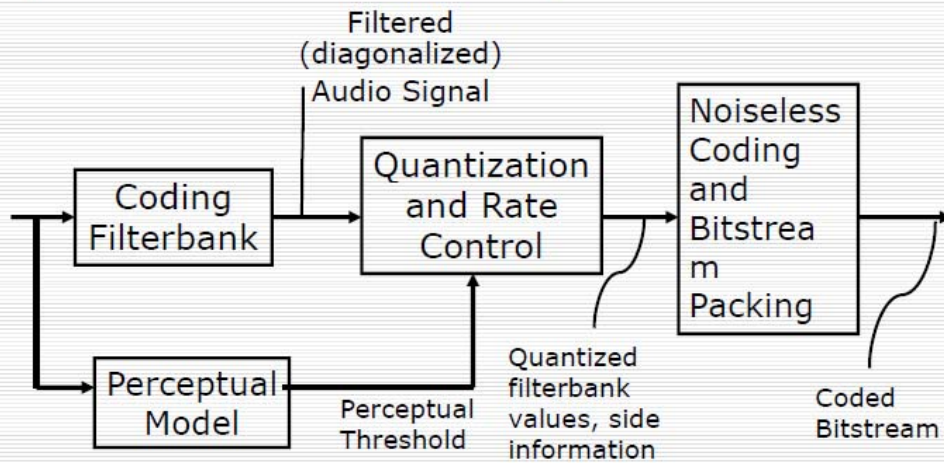 Filtered
(diagonalized)
Audio Signal
Coding
Filterbank
Quantization
and Rate
Control
Noiseless
Coding
and
Bitstrea
m
Packing
Perceptual
Model
Perceptual
Threshold
Quantized
filterbank
values, side
information
Coded
Bitstream